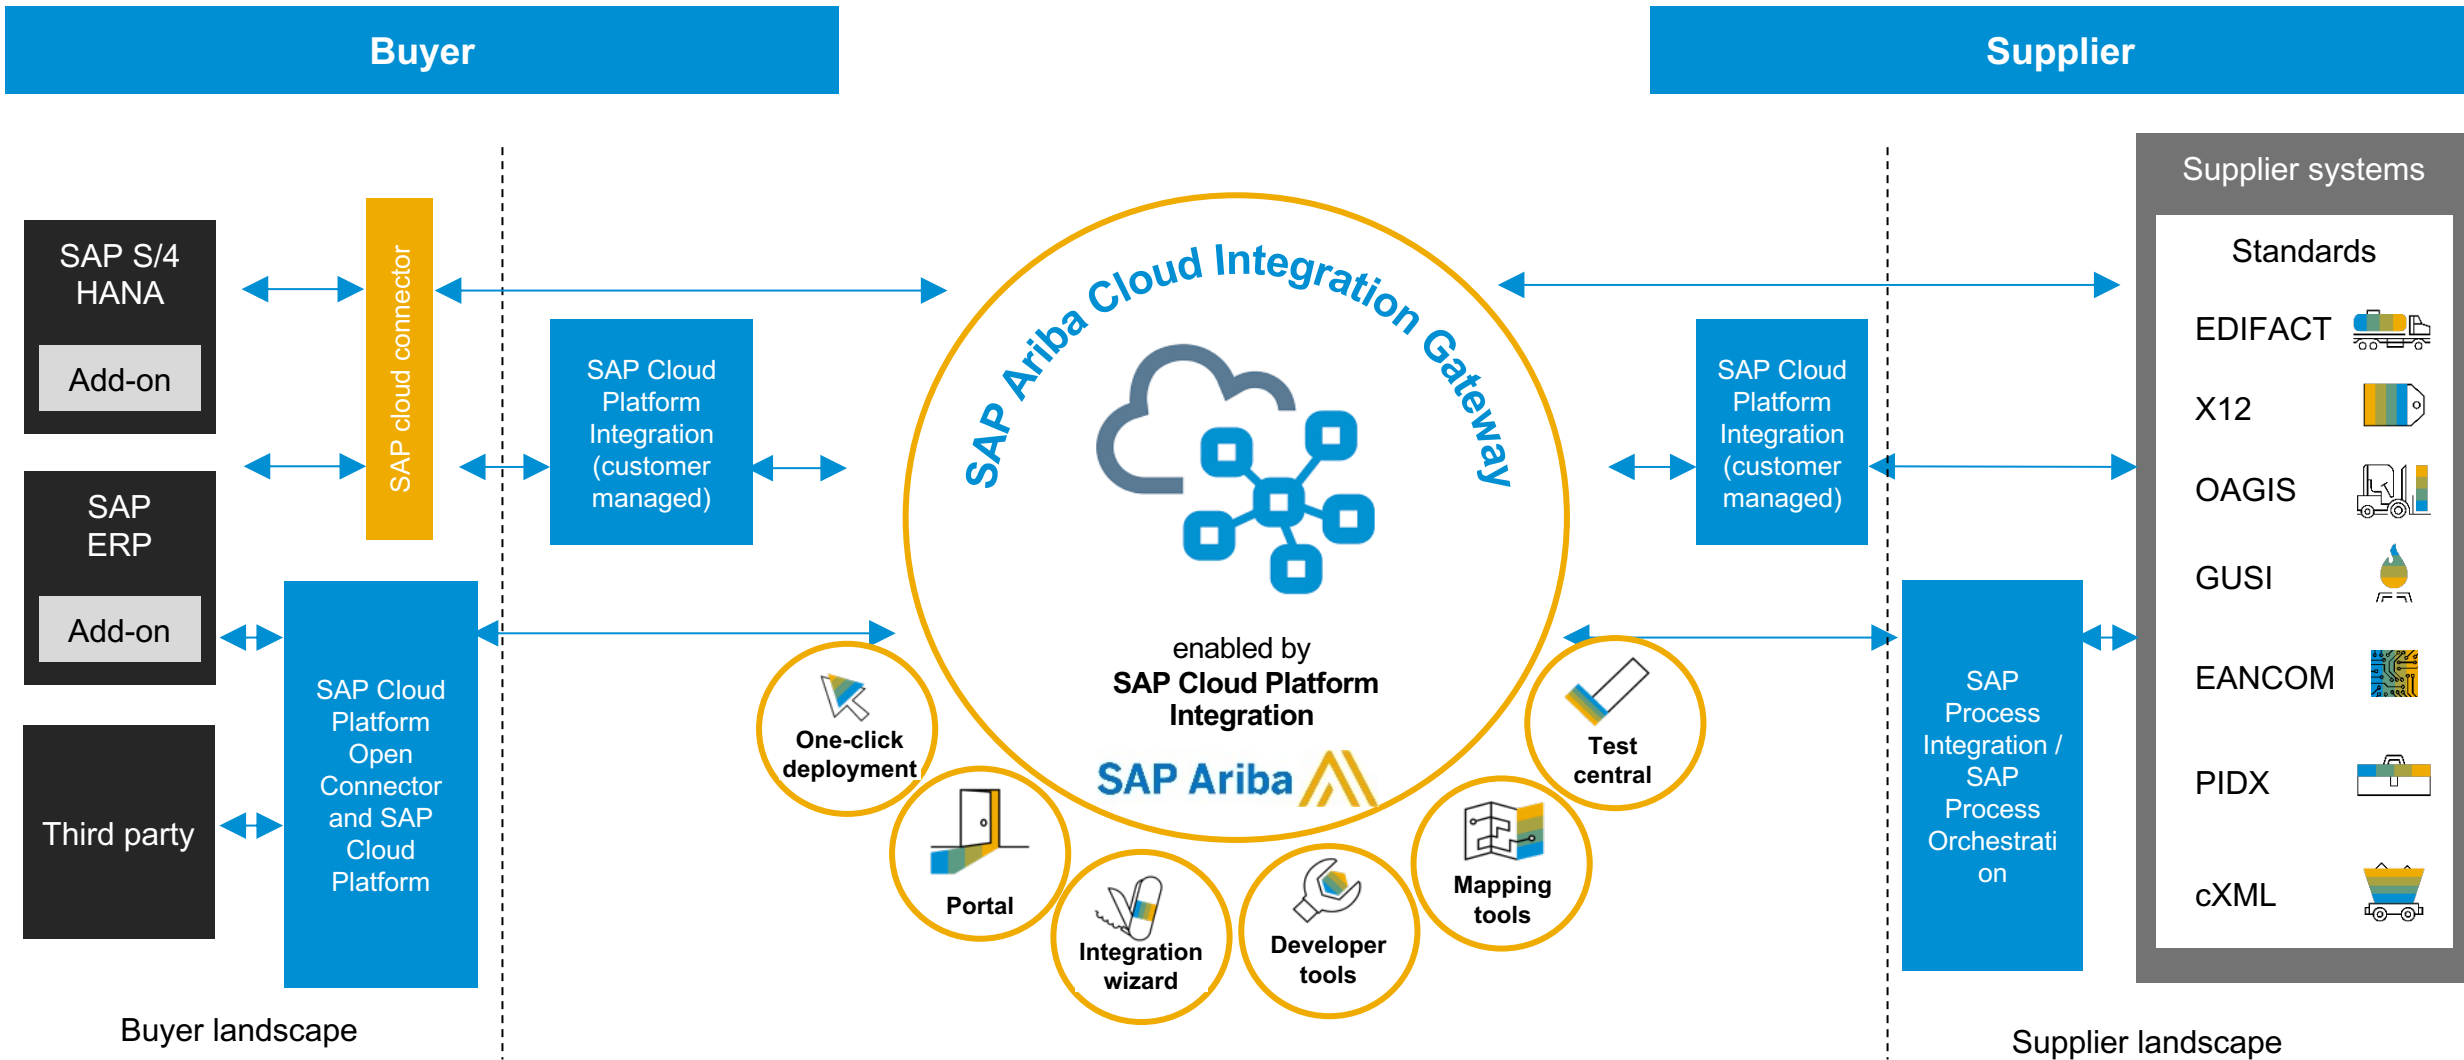 Buyer
Supplier
SAP S/4
HANA
Add-on
SAP
ERP
Add-on
Third party
SAP cloud connector
SAP Cloud
Platform
Open
Connector
and SAP
Cloud
Platform
Buyer landscape
SAP Cloud
Platform
Integration
(customer
managed)
SAP Ariba Cloud Integration Gateway
enabled by
SAP Cloud Platform
Integration
SAP Ariba
One-click
deployment
Portal
Integration
wizard
Developer
tools
Mapping
tools
Test
central
SAP Cloud
Platform
Integration
(customer
managed)
SAP
Process
Integration /
SAP
Process
Orchestrati
on
Supplier systems
Standards
EDIFACT
X12
OAGIS
GUSI
EANCOM
PIDX
cXML
Supplier landscape